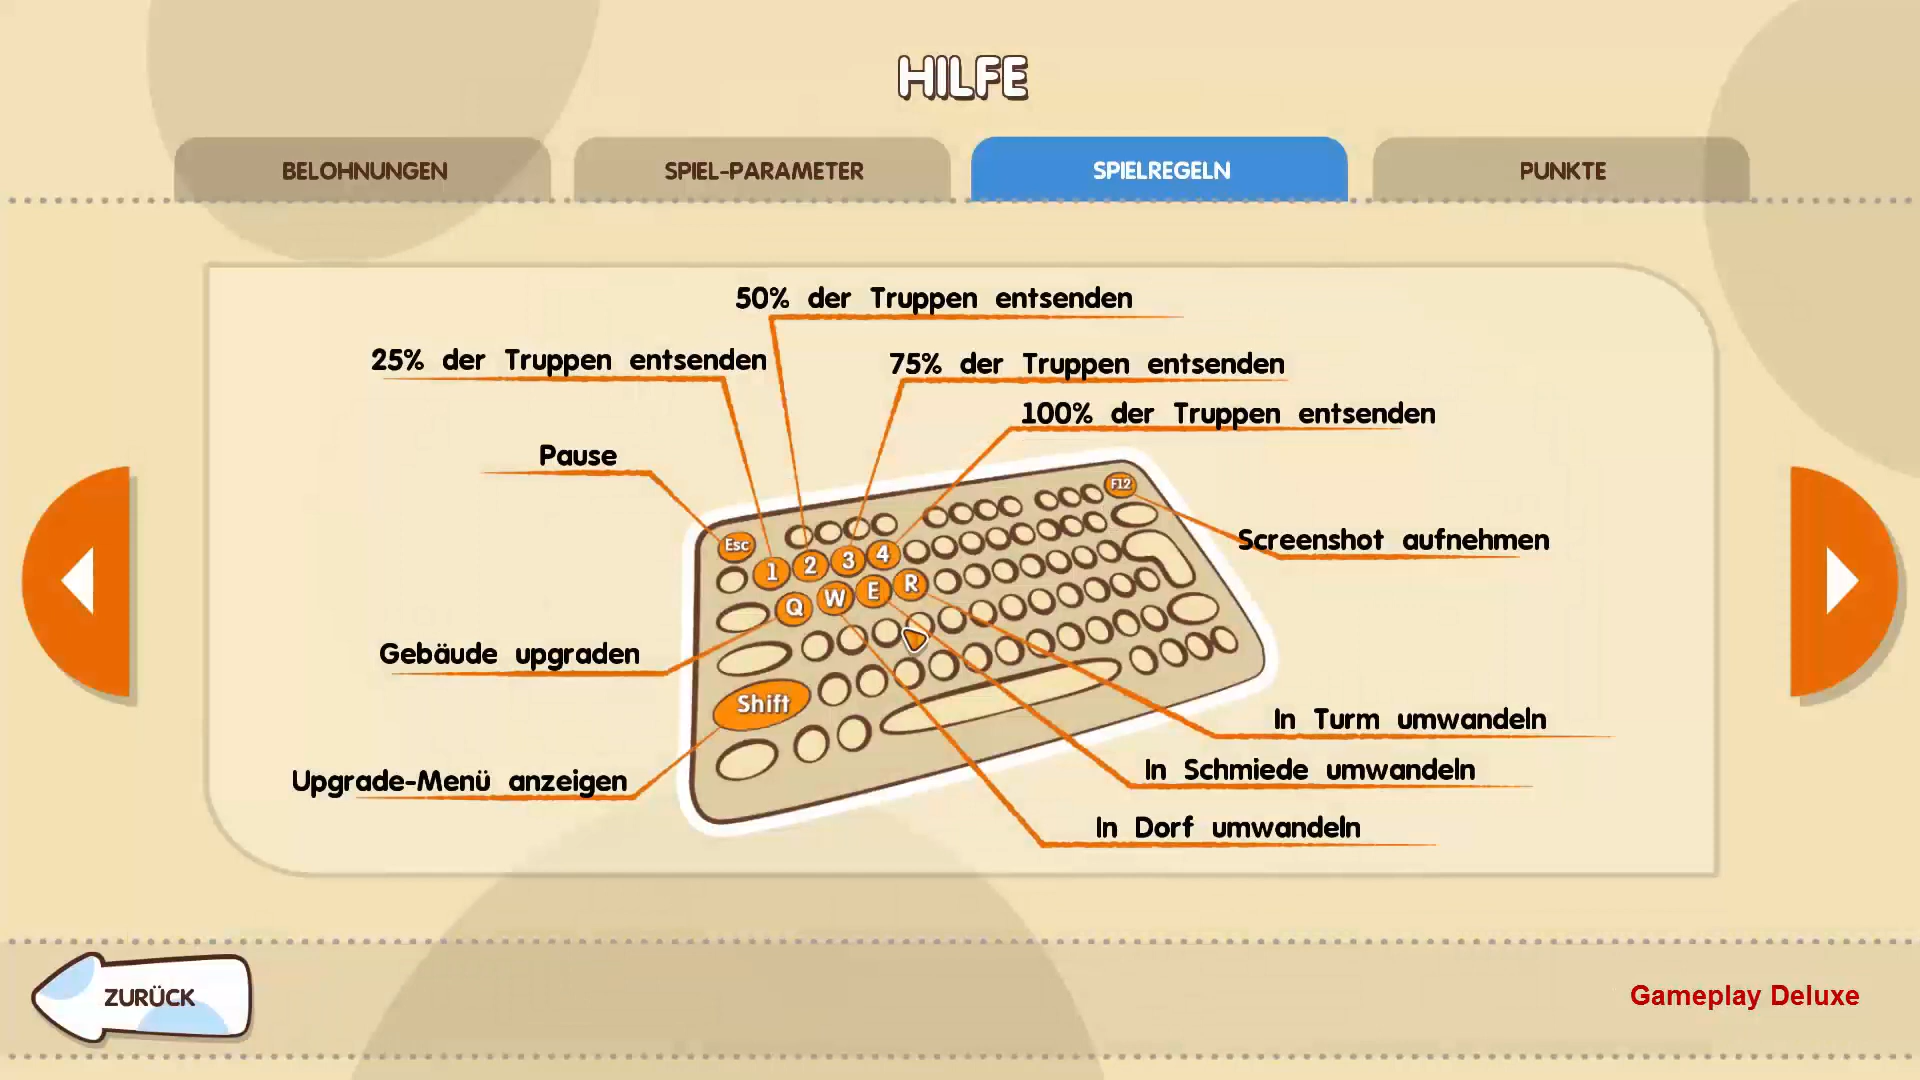 HILFE
BELOHNUNGEN
SPIEL-PARAMETER
SPIELREGELN
PUNKTE
50% der Truppen entsenden
25% der Truppen entsenden
75% der Truppen entsenden
100% der Truppen entsenden
Pause
F12
Screenshot aufnehmen
Esc
1
2
3
4
Q
W
E
R
Gebäude upgraden
Shift
In Turm umwandeln
In Schmiede umwandeln
Upgrade-Menü anzeigen
In Dorf umwandeln
ZURÜCK
Gameplay Deluxe